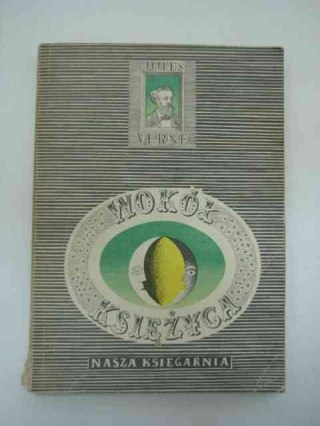 JULES
VERNE
WOKÓŁ
KSIĘŻYCA
NASZA KSIĘGARNIA